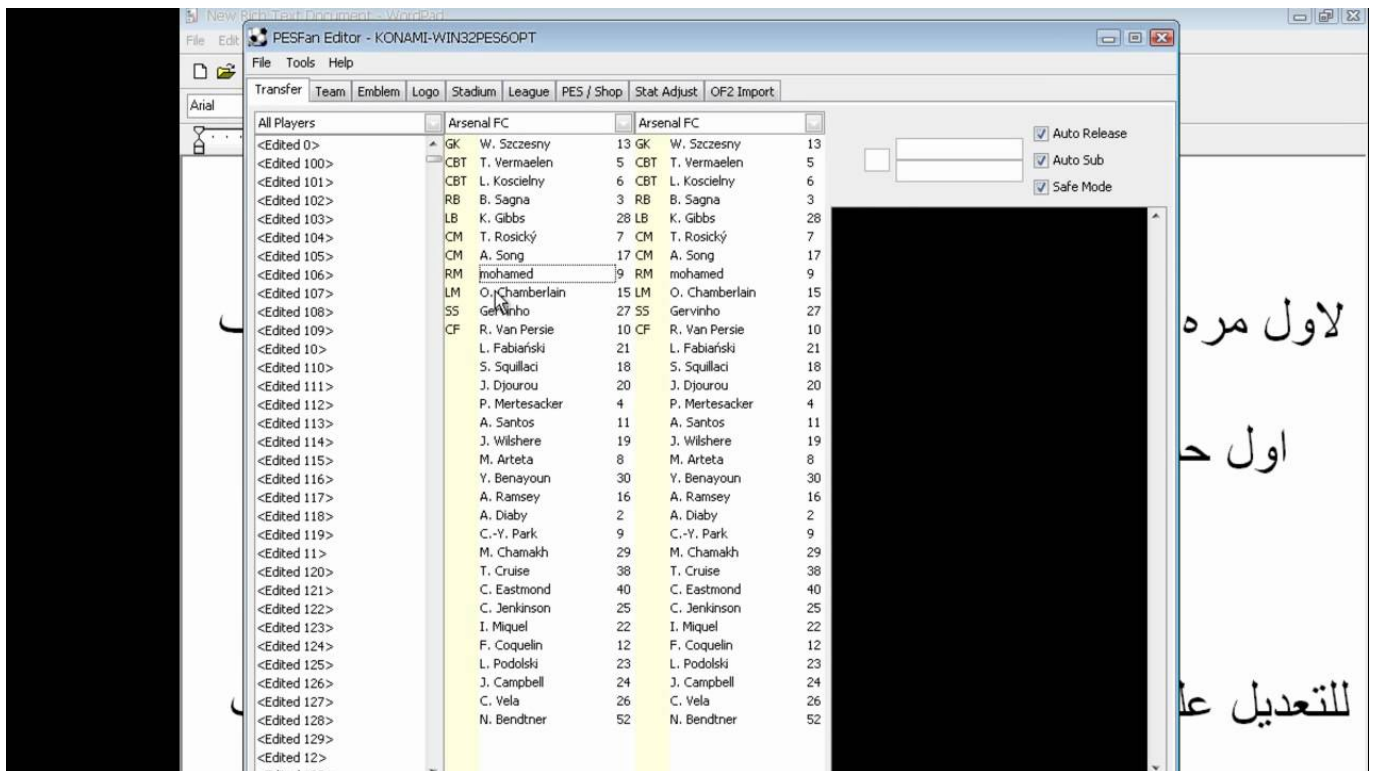 New Rich Text Document - WordPad
File Edit
PESFan Editor - KONAMI-WIN32PES6OPT
File Tools Help
Transfer Team Emblem Logo Stadium League PES / Shop Stat Adjust OF2 Import
Arial
All Players Arsenal FC Arsenal FC
Auto Release
Auto Sub
Safe Mode
<Edited 0> GK W. Szczesny 13 GK W. Szczesny 13
<Edited 100> CBT T. Vermaelen 5 CBT T. Vermaelen 5
<Edited 101> CBT L. Koscielny 6 CBT L. Koscielny 6
<Edited 102> RB B. Sagna 3 RB B. Sagna 3
<Edited 103> LB K. Gibbs 28 LB K. Gibbs 28
<Edited 104> CM T. Rosický 7 CM T. Rosický 7
<Edited 105> CM A. Song 17 CM A. Song 17
<Edited 106> RM mohamed 9 RM mohamed 9
<Edited 107> LM O. Chamberlain 15 LM O. Chamberlain 15
<Edited 108> SS Gervinho 27 SS Gervinho 27
<Edited 109> CF R. Van Persie 10 CF R. Van Persie 10
<Edited 10> L. Fabiański 21 L. Fabiański 21
<Edited 110> S. Squillaci 18 S. Squillaci 18
<Edited 111> J. Djourou 20 J. Djourou 20
<Edited 112> P. Mertesacker 4 P. Mertesacker 4
<Edited 113> A. Santos 11 A. Santos 11
<Edited 114> J. Wilshere 19 J. Wilshere 19
<Edited 115> M. Arteta 8 M. Arteta 8
<Edited 116> Y. Benayoun 30 Y. Benayoun 30
<Edited 117> A. Ramsey 16 A. Ramsey 16
<Edited 118> A. Diaby 2 A. Diaby 2
<Edited 119> C.-Y. Park 9 C.-Y. Park 9
<Edited 11> M. Chamakh 29 M. Chamakh 29
<Edited 120> T. Cruise 38 T. Cruise 38
<Edited 121> C. Eastmond 40 C. Eastmond 40
<Edited 122> C. Jenkinson 25 C. Jenkinson 25
<Edited 123> I. Miquel 22 I. Miquel 22
<Edited 124> F. Coquelin 12 F. Coquelin 12
<Edited 125> L. Podolski 23 L. Podolski 23
<Edited 126> J. Campbell 24 J. Campbell 24
<Edited 127> C. Vela 26 C. Vela 26
<Edited 128> N. Bendtner 52 N. Bendtner 52
<Edited 129>
<Edited 12>
لاول مره
اول
للتعديل